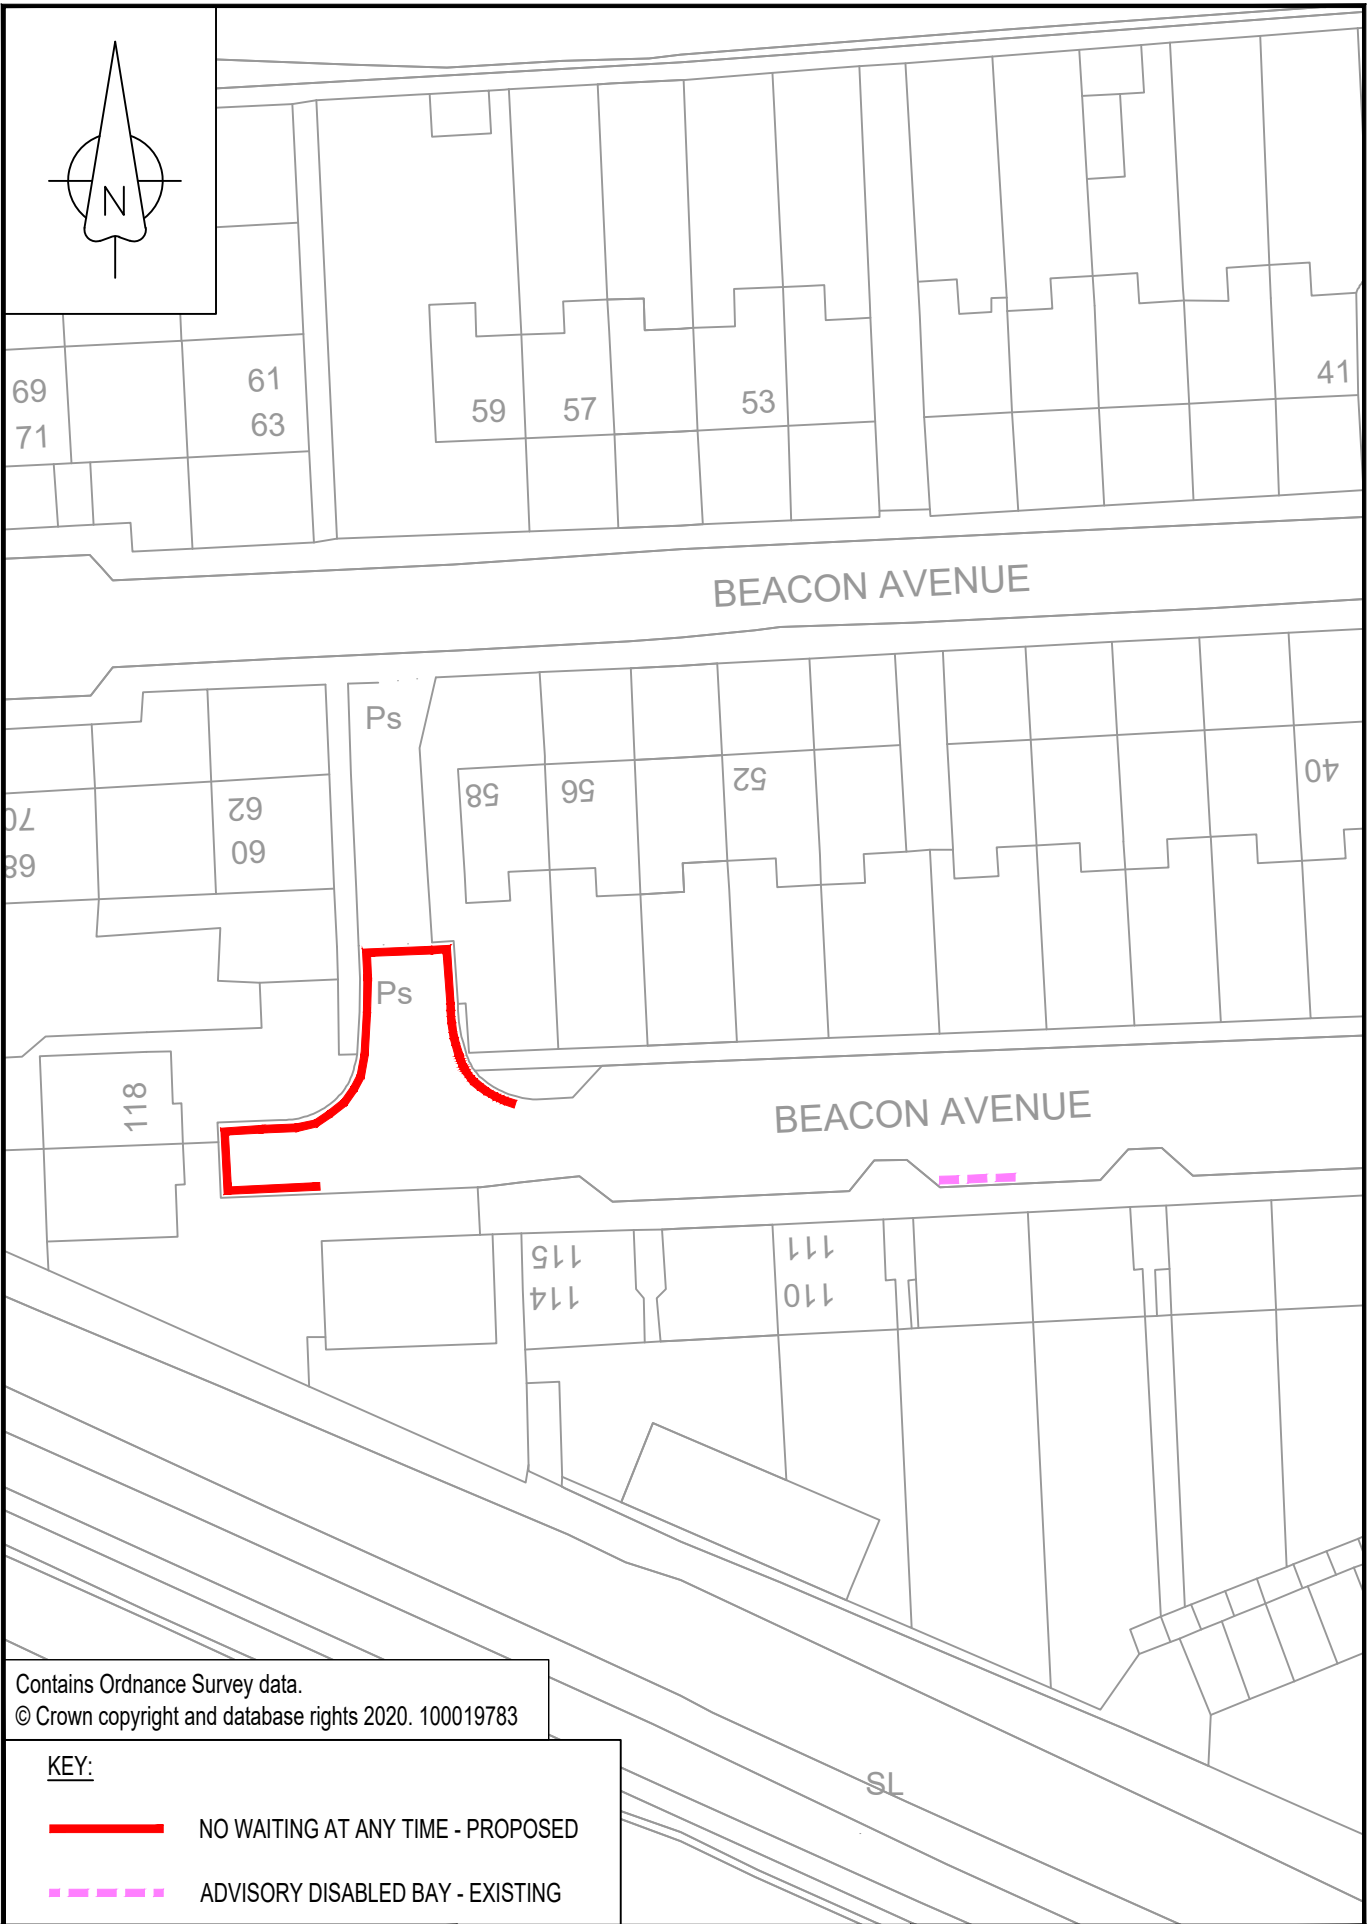 N
69
71
61
63
59
57
53
41
BEACON AVENUE
Ps
58
56
52
40
70
68
62
60
Ps
118
BEACON AVENUE
115
114
111
110
SL
Contains Ordnance Survey data.
© Crown copyright and database rights 2020. 100019783
KEY:
NO WAITING AT ANY TIME - PROPOSED
ADVISORY DISABLED BAY - EXISTING